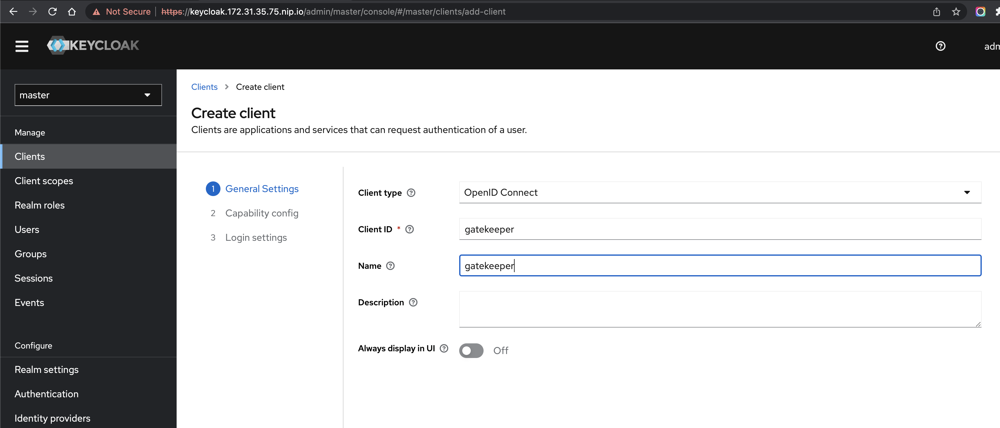 Not Secure | https://keycloak.172.31.35.75.nip.io/admin/master/console/#/master/clients/add-client
KEYCLOAK
adm
master
Manage
Clients
Client scopes
Realm roles
Users
Groups
Sessions
Events
Configure
Realm settings
Authentication
Identity providers
Clients > Create client
Create client
Clients are applications and services that can request authentication of a user.
1 General Settings
2 Capability config
3 Login settings
Client type OpenID Connect
Client ID * gatekeeper
Name gatekeeper
Description
Always display in UI Off